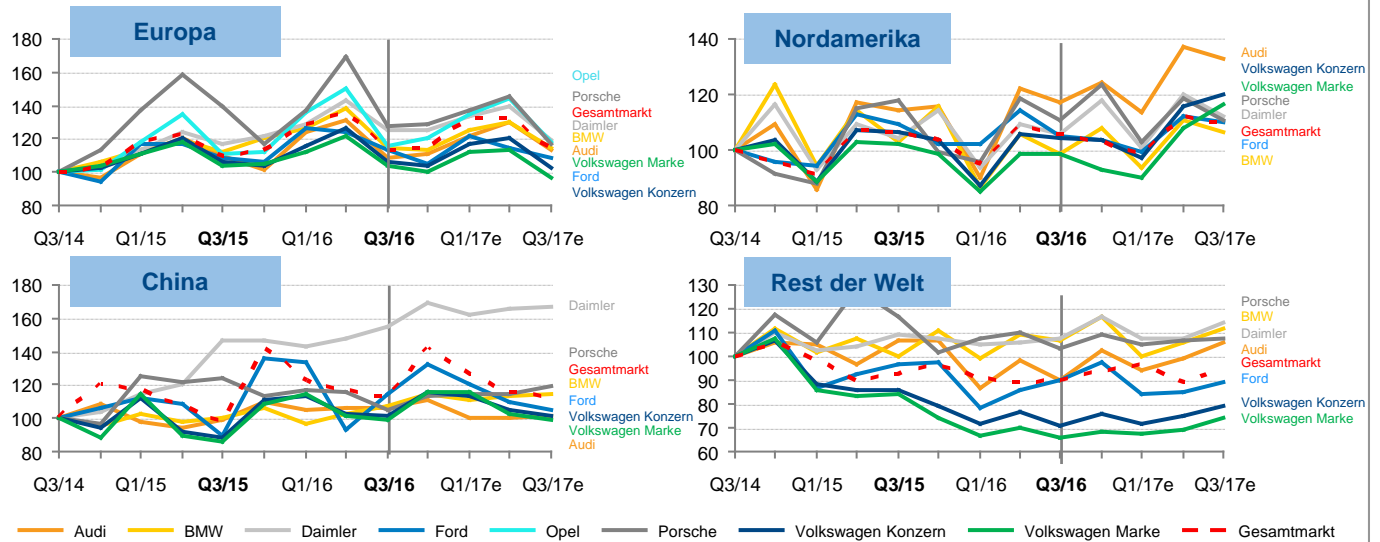 Europa
180
160
140
120
100
80
Q3/14
Q1/15
Q3/15
Q1/16
Q3/16
Q1/17e
Q3/17e
Opel
Porsche
Gesamtmarkt
Daimler
BMW
Audi
Volkswagen Marke
Ford
Volkswagen Konzern
Nordamerika
140
120
100
80
Q3/14
Q1/15
Q3/15
Q1/16
Q3/16
Q1/17e
Q3/17e
Audi
Volkswagen Konzern
Volkswagen Marke
Porsche
Daimler
Gesamtmarkt
Ford
BMW
China
180
160
140
120
100
80
Q3/14
Q1/15
Q3/15
Q1/16
Q3/16
Q1/17e
Q3/17e
Daimler
Porsche
Gesamtmarkt
BMW
Ford
Volkswagen Konzern
Volkswagen Marke
Audi
Rest der Welt
130
120
110
100
90
80
70
60
Q3/14
Q1/15
Q3/15
Q1/16
Q3/16
Q1/17e
Q3/17e
Porsche
BMW
Daimler
Audi
Gesamtmarkt
Ford
Volkswagen Konzern
Volkswagen Marke
Audi BMW Daimler Ford Opel Porsche Volkswagen Konzern Volkswagen Marke Gesamtmarkt